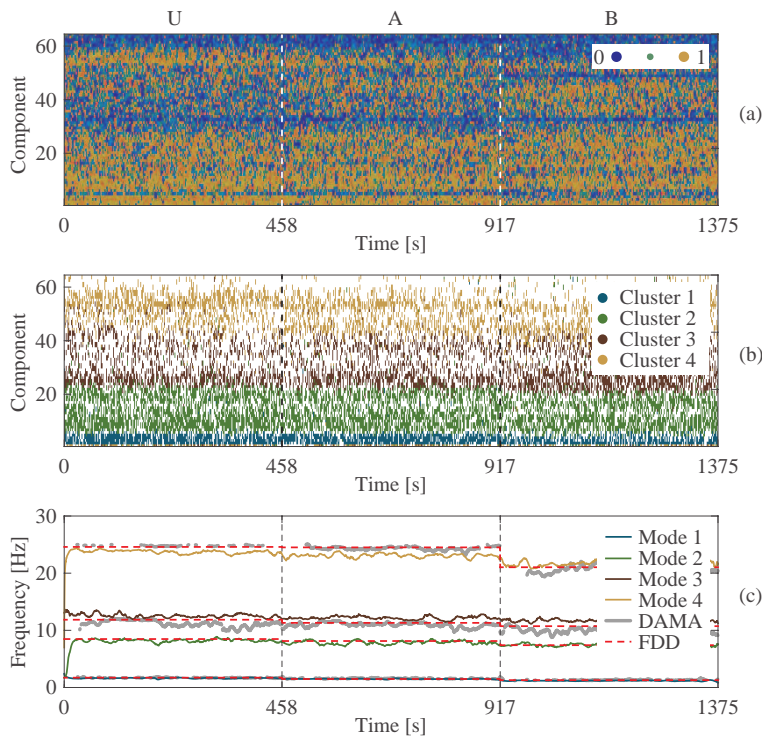 U A B
60
40
20
Component
0 1
(a)
0 458 917 1375
Time [s]
60
40
20
Component
Cluster 1
Cluster 2
Cluster 3
Cluster 4
(b)
0 458 917 1375
Time [s]
30
20
10
0
Frequency [Hz]
Mode 1
Mode 2
Mode 3
Mode 4
DAMA
FDD
(c)
0 458 917 1375
Time [s]